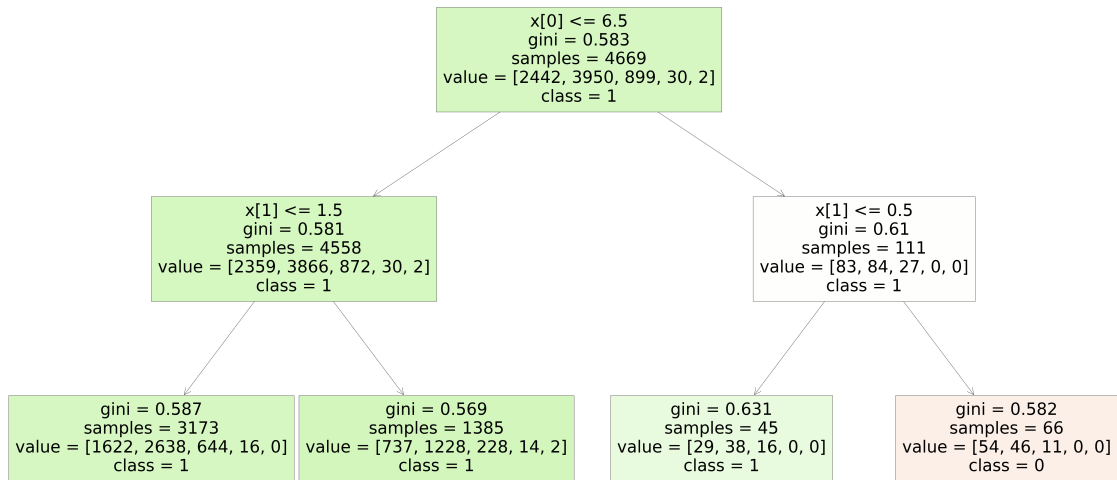 x[0] <= 6.5
gini = 0.583
samples = 4669
value = [2442, 3950, 899, 30, 2]
class = 1
x[1] <= 1.5
gini = 0.581
samples = 4558
value = [2359, 3866, 872, 30, 2]
class = 1
x[1] <= 0.5
gini = 0.61
samples = 111
value = [83, 84, 27, 0, 0]
class = 1
gini = 0.587
samples = 3173
value = [1622, 2638, 644, 16, 0]
class = 1
gini = 0.569
samples = 1385
value = [737, 1228, 228, 14, 2]
class = 1
gini = 0.631
samples = 45
value = [29, 38, 16, 0, 0]
class = 1
gini = 0.582
samples = 66
value = [54, 46, 11, 0, 0]
class = 0